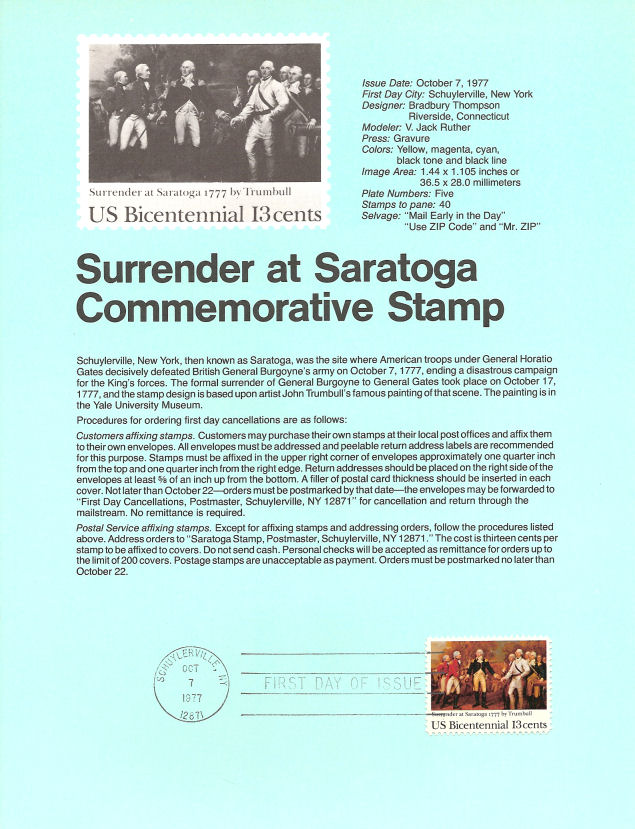 Surrender at Saratoga 1777 by Trumbull
US Bicentennial 13cents
Issue Date: October 7, 1977
First Day City: Schuylerville, New York
Designer: Bradbury Thompson
Riverside, Connecticut
Modeler: V. Jack Ruther
Press: Gravure
Colors: Yellow, magenta, cyan,
black tone and black line
Image Area: 1.44 x 1.105 inches or
36.5 x 28.0 millimeters
Plate Numbers: Five
Stamps to pane: 40
Selvage: "Mail Early in the Day"
"Use ZIP Code" and "Mr. ZIP"
Surrender at Saratoga
Commemorative Stamp
Schuylerville, New York, then known as Saratoga, was the site where American troops under General Horatio
Gates decisively defeated British General Burgoyne's army on October 7, 1777, ending a disastrous campaign
for the King's forces. The formal surrender of General Burgoyne to General Gates took place on October 17,
1777, and the stamp design is based upon artist John Trumbull's famous painting of that scene. The painting is in
the Yale University Museum.
Procedures for ordering first day cancellations are as follows:
Customers affixing stamps. Customers may purchase their own stamps at their local post offices and affix them
to their own envelopes. All envelopes must be addressed and peelable return address labels are recommended
for this purpose. Stamps must be affixed in the upper right corner of envelopes approximately one quarter inch
from the top and one quarter inch from the right edge. Return addresses should be placed on the right side of the
envelopes at least ⅝ of an inch up from the bottom. A filler of postal card thickness should be inserted in each
cover. Not later than October 22—orders must be postmarked by that date—the envelopes may be forwarded to
"First Day Cancellations, Postmaster, Schuylerville, NY 12871" for cancellation and return through the
mailstream. No remittance is required.
Postal Service affixing stamps. Except for affixing stamps and addressing orders, follow the procedures listed
above. Address orders to "Saratoga Stamp, Postmaster, Schuylerville, NY 12871." The cost is thirteen cents per
stamp to be affixed to covers. Do not send cash. Personal checks will be accepted as remittance for orders up to
the limit of 200 covers. Postage stamps are unacceptable as payment. Orders must be postmarked no later than
October 22.
SCHUYLERVILLE, NY
OCT
7
1977
12871
FIRST DAY OF ISSUE
Surrender at Saratoga 1777 by Trumbull
US Bicentennial 13cents